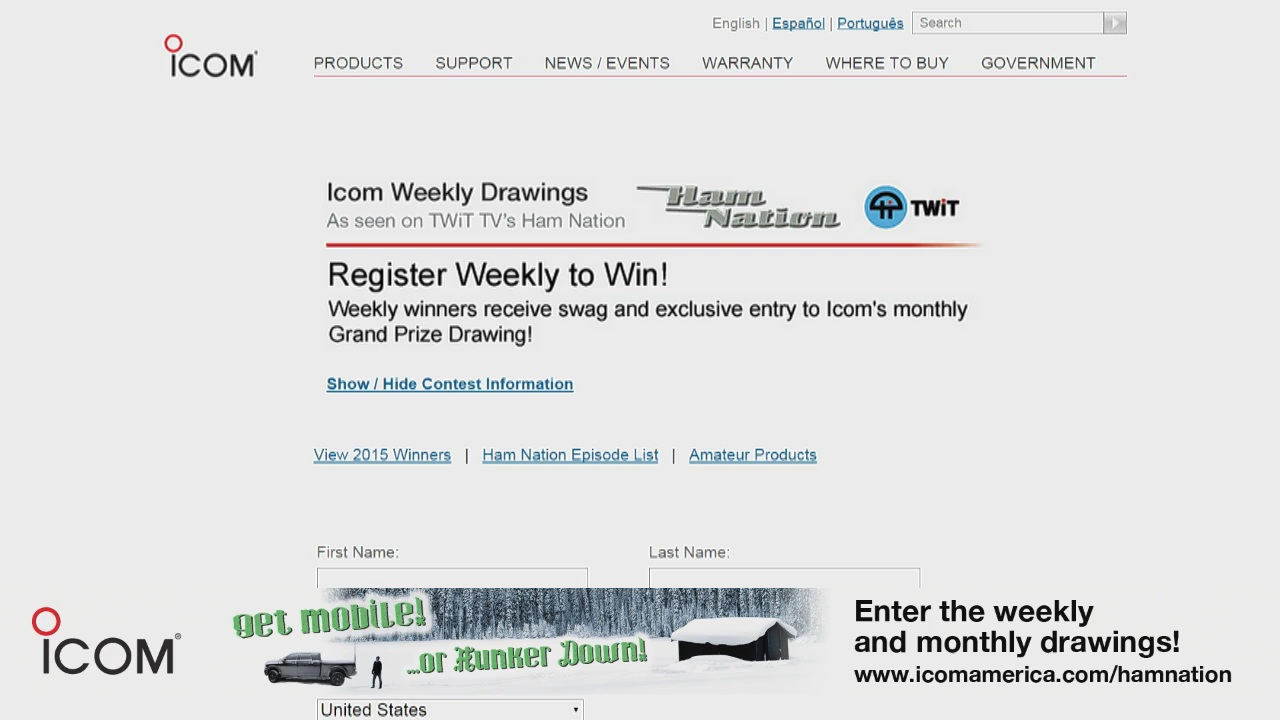 English | Español | Português Search
iCOM
PRODUCTS SUPPORT NEWS / EVENTS WARRANTY WHERE TO BUY GOVERNMENT
Icom Weekly Drawings
As seen on TWiT TV's Ham Nation
Ham
Nation
TWiT
Register Weekly to Win!
Weekly winners receive swag and exclusive entry to Icom's monthly
Grand Prize Drawing!
Show / Hide Contest Information
View 2015 Winners | Ham Nation Episode List | Amateur Products
First Name: Last Name:
get mobile!
...or Hunker Down!
iCOM®
Enter the weekly
and monthly drawings!
www.icomamerica.com/hamnation
United States